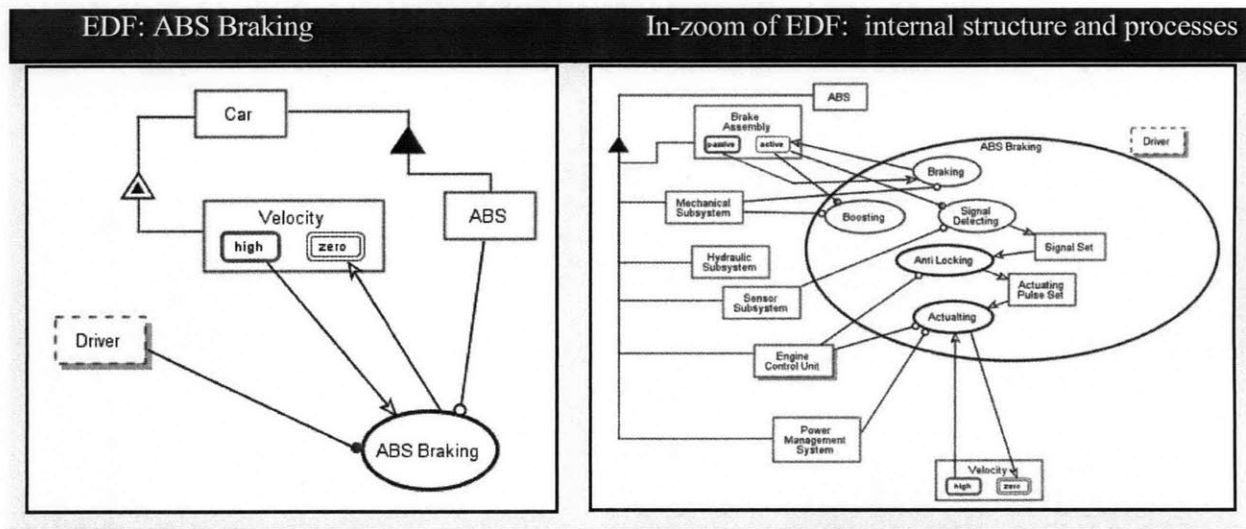 EDF: ABS Braking
In-zoom of EDF: internal structure and processes
Car
Velocity
high
zero
ABS
Driver
ABS Braking
ABS
Brake
Assembly
passive
active
Driver
ABS Braking
Braking
Mechanical
Subsystem
Boosting
Signal
Detecting
Signal Set
Hydraulic
Subsystem
Anti Locking
Sensor
Subsystem
Actuating
Pulse Set
Actualting
Engine
Control Unit
Power
Management
System
Velocity
high
zero